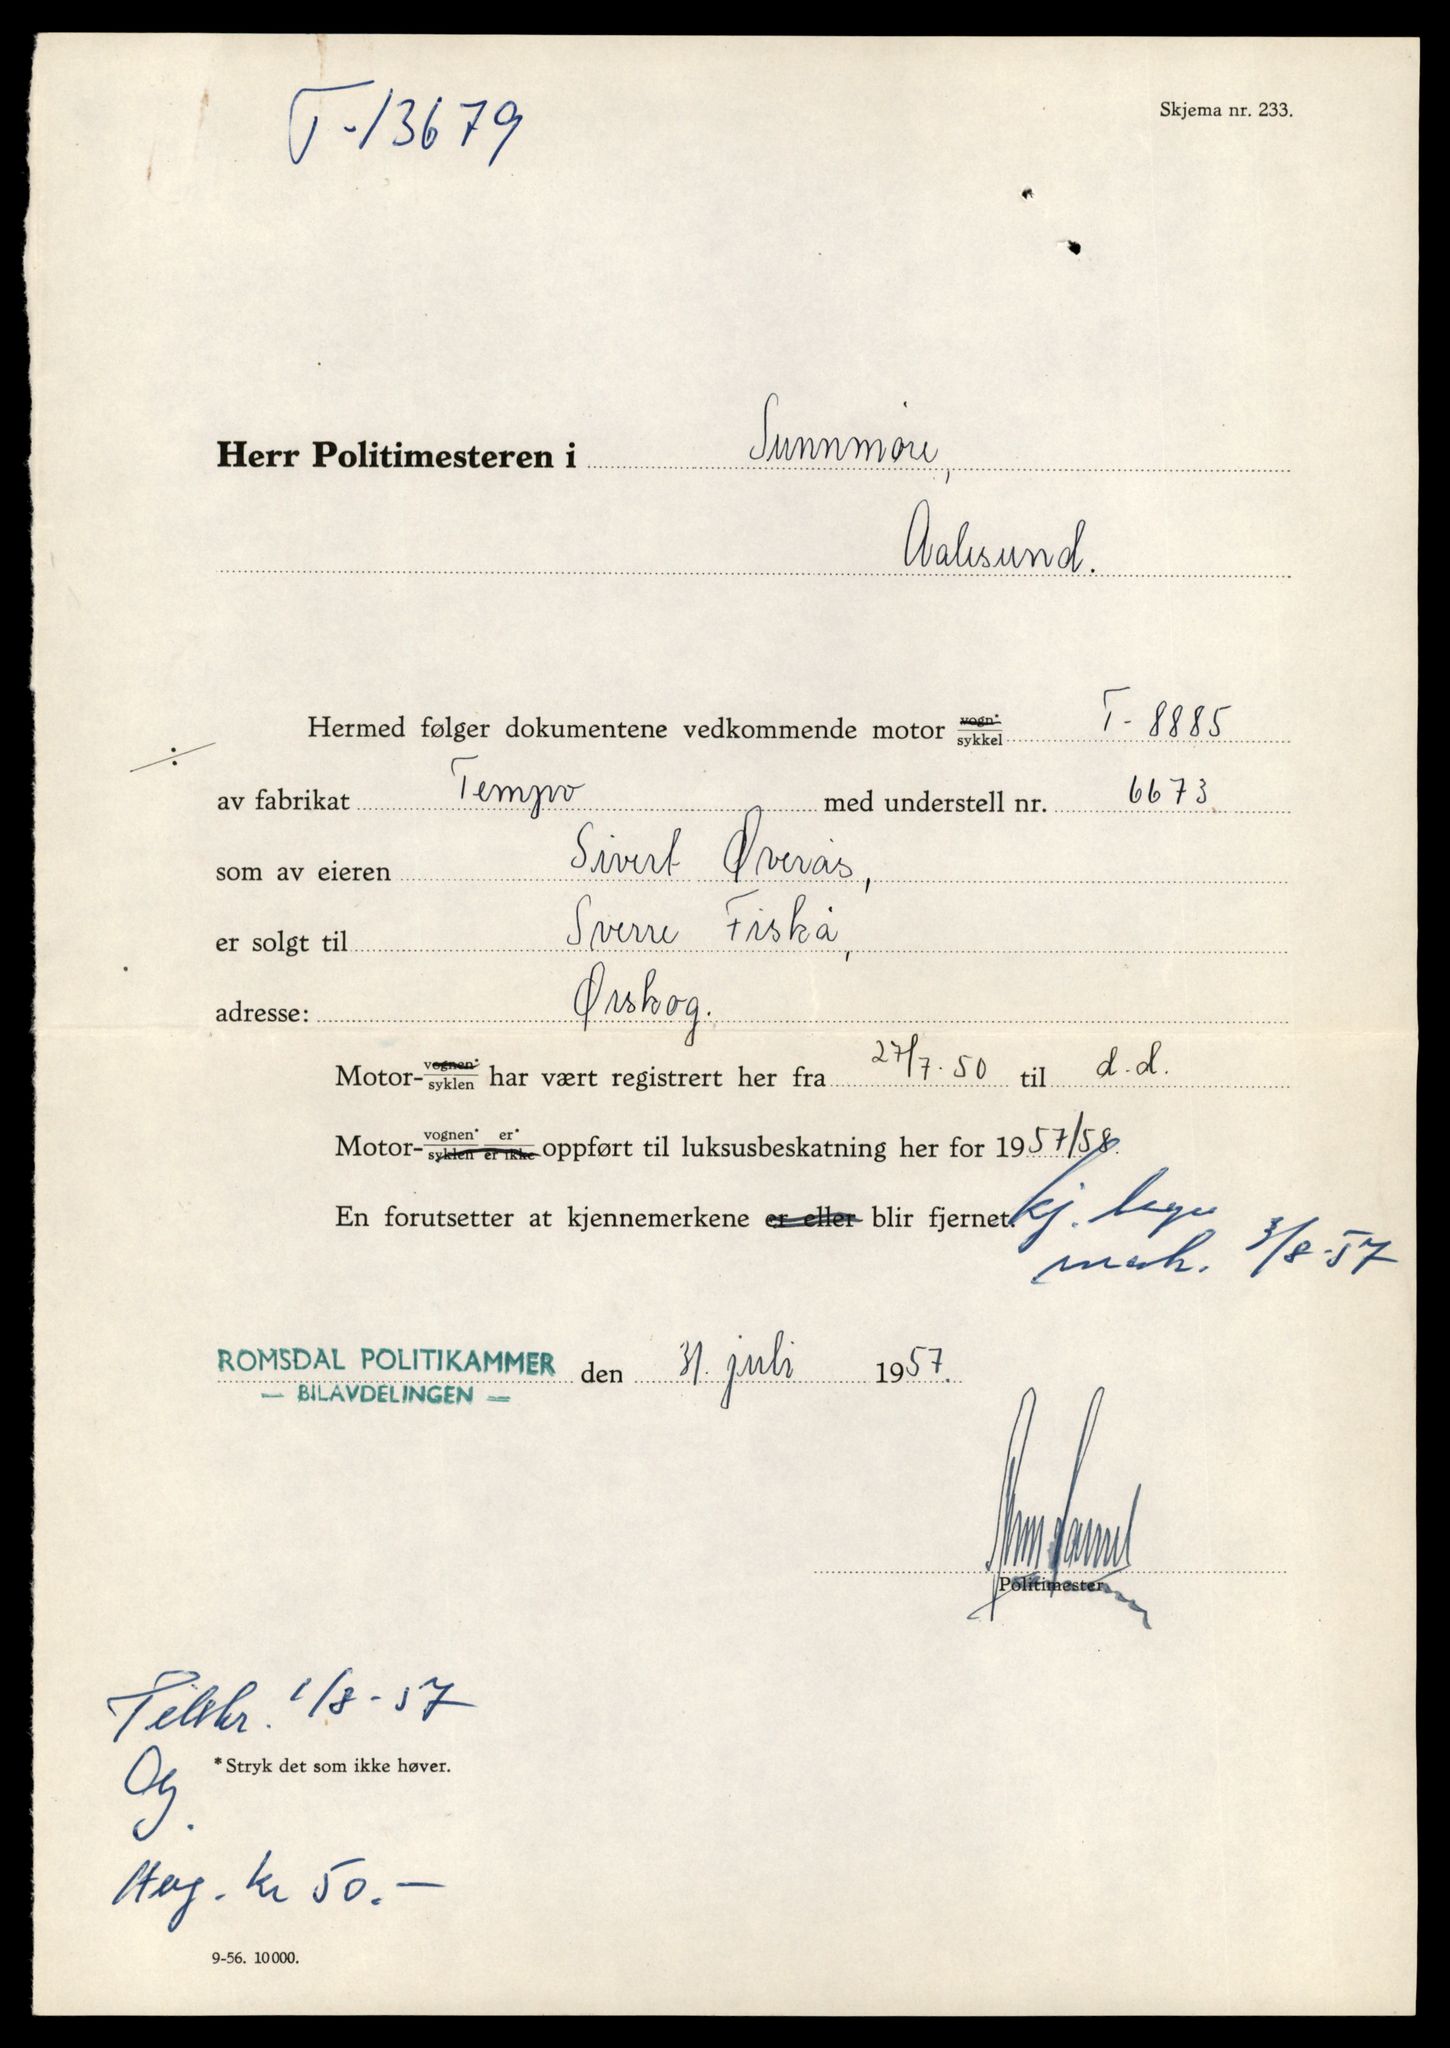 T-13679
Skjema nr. 233.
Herr Politimesteren i Sunnmöre,
Aalesund.
Hermed følger dokumentene vedkommende motor vogn* sykkel T-8885
av fabrikat Tempo med understell nr. 6673
som av eieren Sivert Øverås,
er solgt til Sverre Fiskå,
adresse: Ørskog.
Motor- vognen* syklen har vært registrert her fra 27/7.50 til d.d.
Motor- vognen* syklen er* er ikke oppført til luksusbeskatning her for 1957/58.
En forutsetter at kjennemerkene er eller blir fjernet.
kj.
3/8-57
ROMSDAL POLITIKAMMER den 31. juli 1957.
— BILAVDELINGEN —
Politimester
Tilskr. 1/8-57
*Stryk det som ikke høver.
kr 50.—
9-56. 10000.